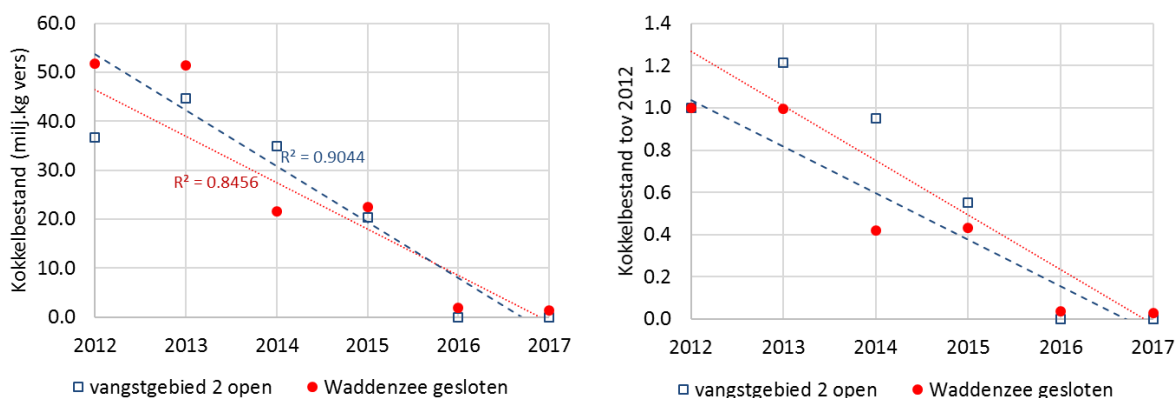 Kokkelbestand (milj.kg vers)
60.0
50.0
40.0
30.0
20.0
10.0
0.0
R² = 0.9044
R² = 0.8456
2012 2013 2014 2015 2016 2017
vangstgebied 2 open Waddenzee gesloten
Kokkelbestand tov 2012
1.4
1.2
1.0
0.8
0.6
0.4
0.2
0.0
2012 2013 2014 2015 2016 2017
vangstgebied 2 open Waddenzee gesloten